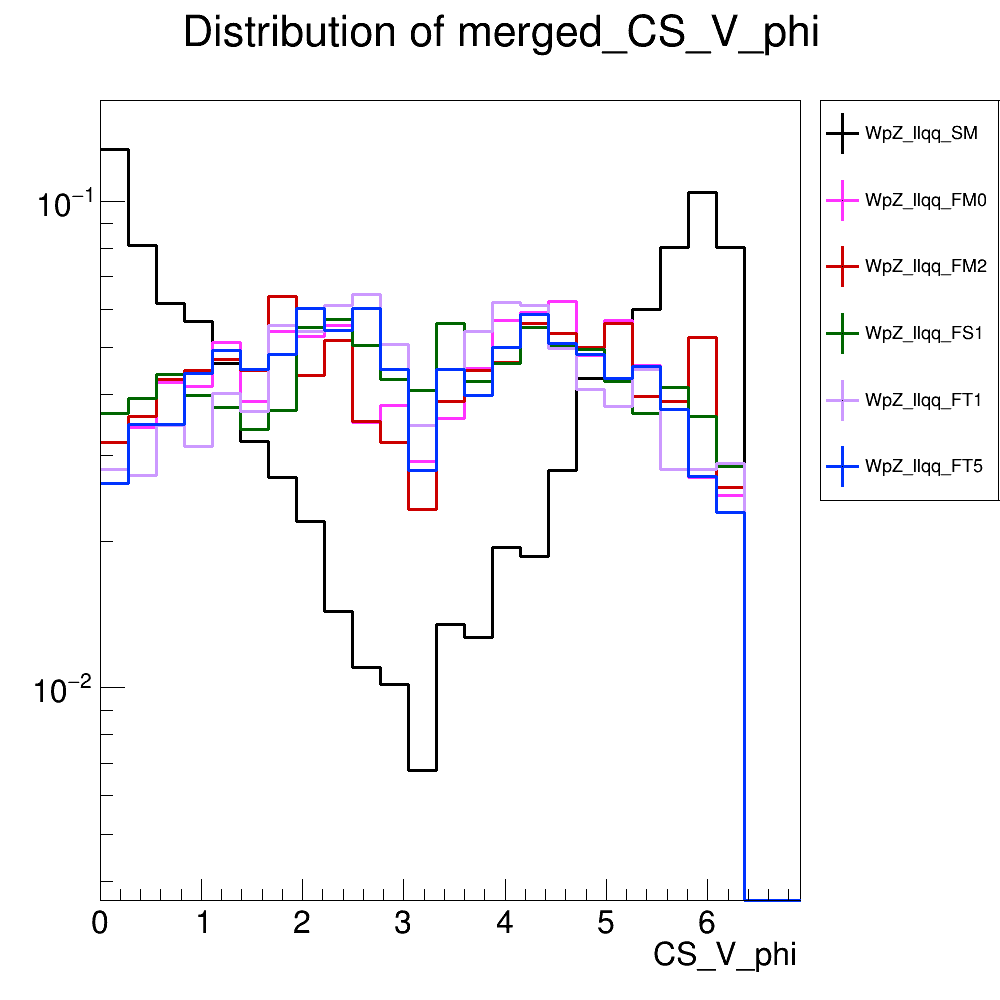 Distribution of merged_CS_V_phi
10−1
10−2
0 1 2 3 4 5 6
CS_V_phi
WpZ_llqq_SM
WpZ_llqq_FM0
WpZ_llqq_FM2
WpZ_llqq_FS1
WpZ_llqq_FT1
WpZ_llqq_FT5